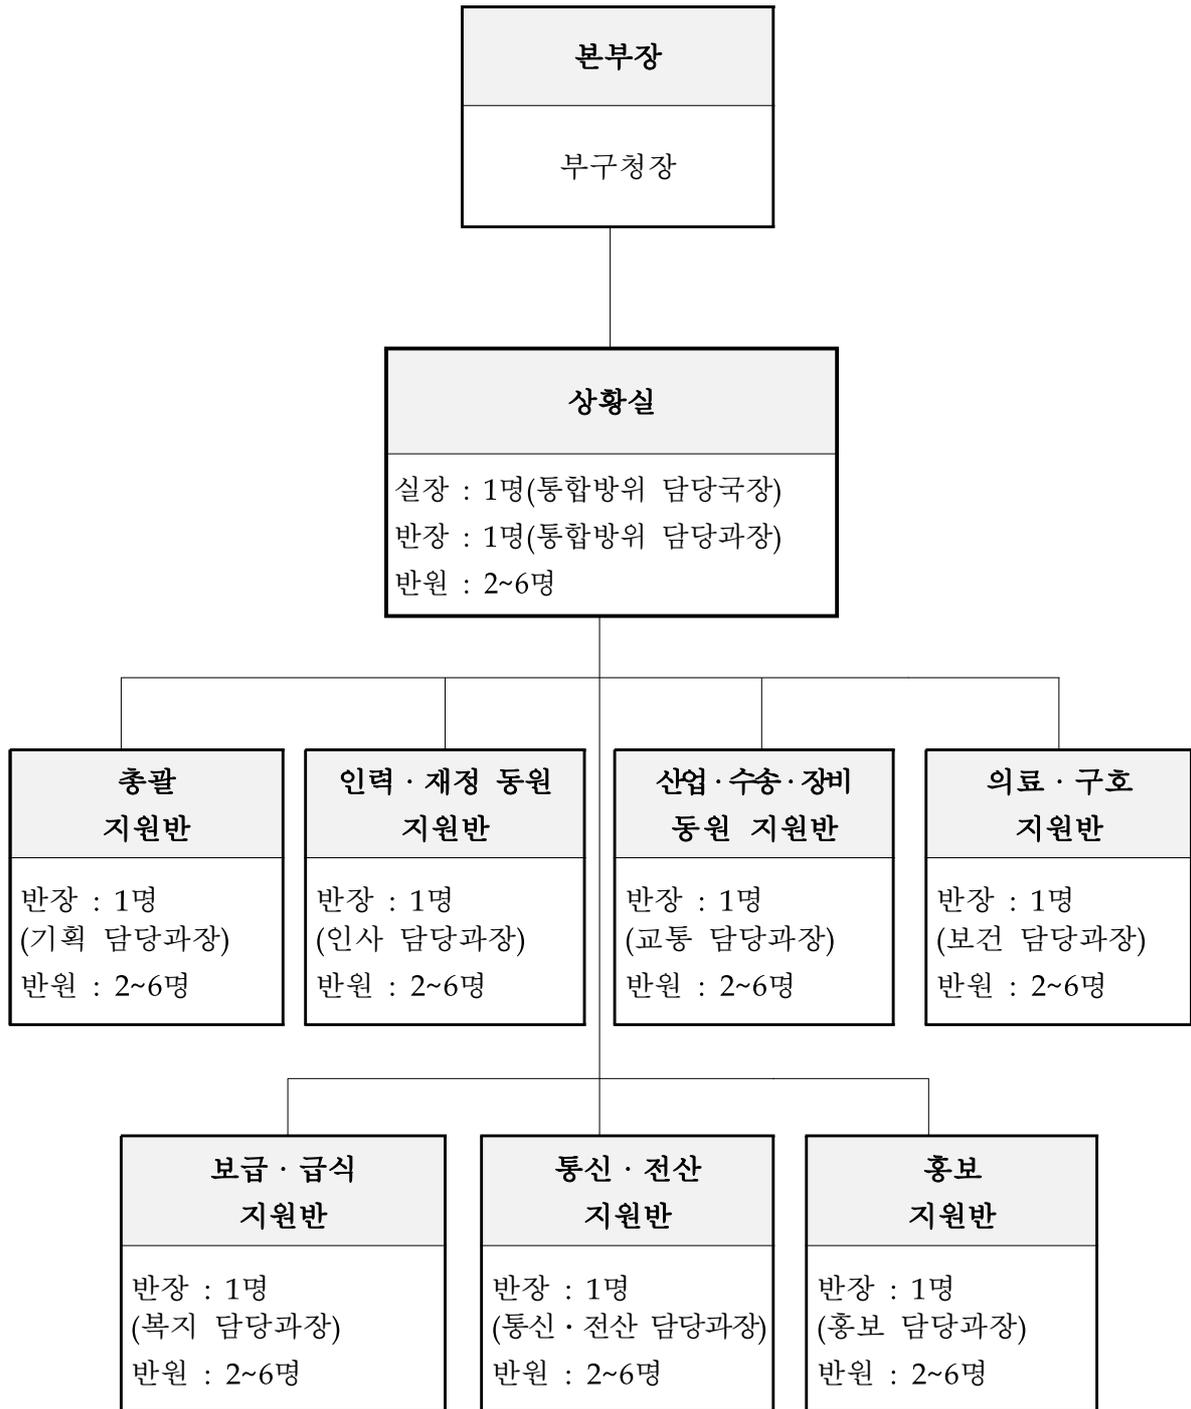 본부장
부구청장
상황실
실장 : 1명(통합방위 담당국장)
반장 : 1명(통합방위 담당과장)
반원 : 2~6명
총괄
지원반
반장 : 1명
(기획 담당과장)
반원 : 2~6명
인력 · 재정 동원
지원반
반장 : 1명
(인사 담당과장)
반원 : 2~6명
산업 · 수송 · 장비
동원 지원반
반장 : 1명
(교통 담당과장)
반원 : 2~6명
의료 · 구호
지원반
반장 : 1명
(보건 담당과장)
반원 : 2~6명
보급 · 급식
지원반
반장 : 1명
(복지 담당과장)
반원 : 2~6명
통신 · 전산
지원반
반장 : 1명
(통신 · 전산 담당과장)
반원 : 2~6명
홍보
지원반
반장 : 1명
(홍보 담당과장)
반원 : 2~6명